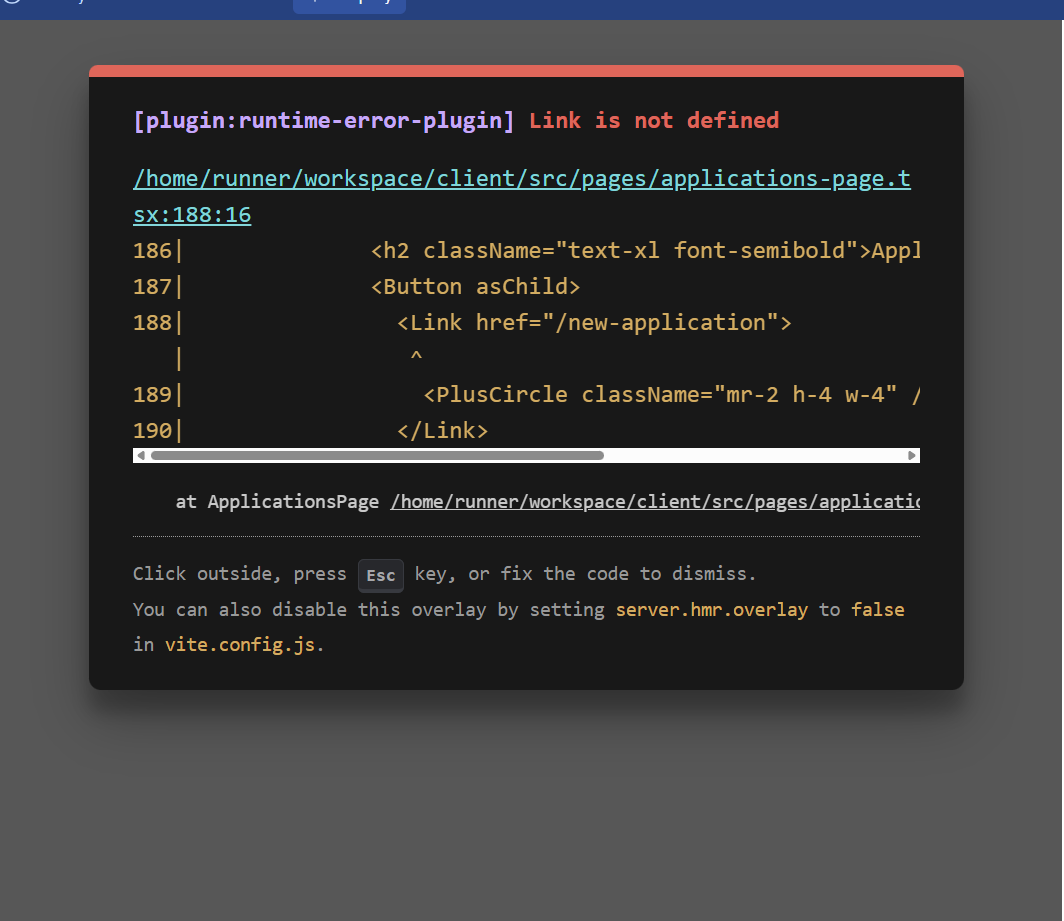 [plugin:runtime-error-plugin] Link is not defined
/home/runner/workspace/client/src/pages/applications-page.t
sx:188:16
186|               <h2 className="text-xl font-semibold">Appl
187|               <Button asChild>
188|                 <Link href="/new-application">
   |                  ^
189|                   <PlusCircle className="mr-2 h-4 w-4" /
190|                 </Link>
at ApplicationsPage /home/runner/workspace/client/src/pages/applicatio
Click outside, press Esc key, or fix the code to dismiss.
You can also disable this overlay by setting server.hmr.overlay to false
in vite.config.js.